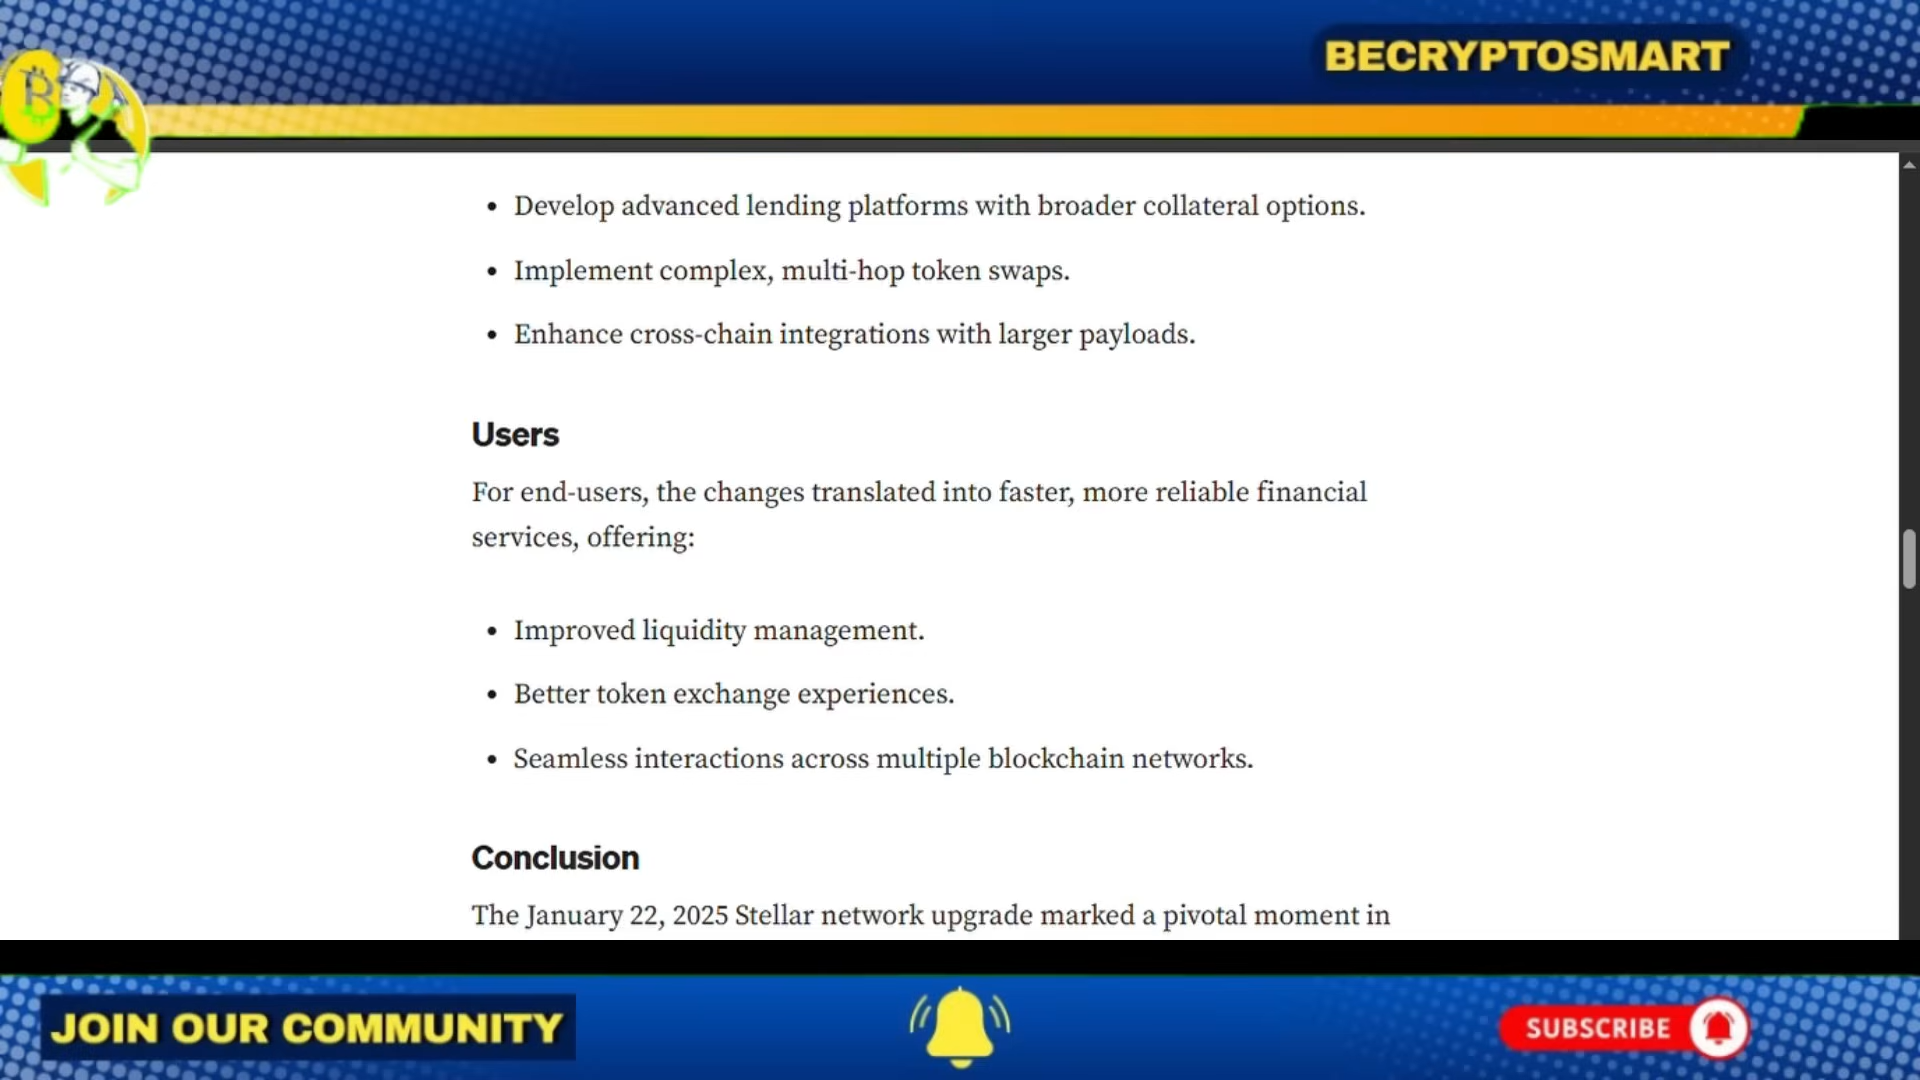 BECRYPTOSMART
• Develop advanced lending platforms with broader collateral options.
• Implement complex, multi-hop token swaps.
• Enhance cross-chain integrations with larger payloads.
Users
For end-users, the changes translated into faster, more reliable financial
services, offering:
• Improved liquidity management.
• Better token exchange experiences.
• Seamless interactions across multiple blockchain networks.
Conclusion
The January 22, 2025 Stellar network upgrade marked a pivotal moment in
JOIN OUR COMMUNITY
SUBSCRIBE